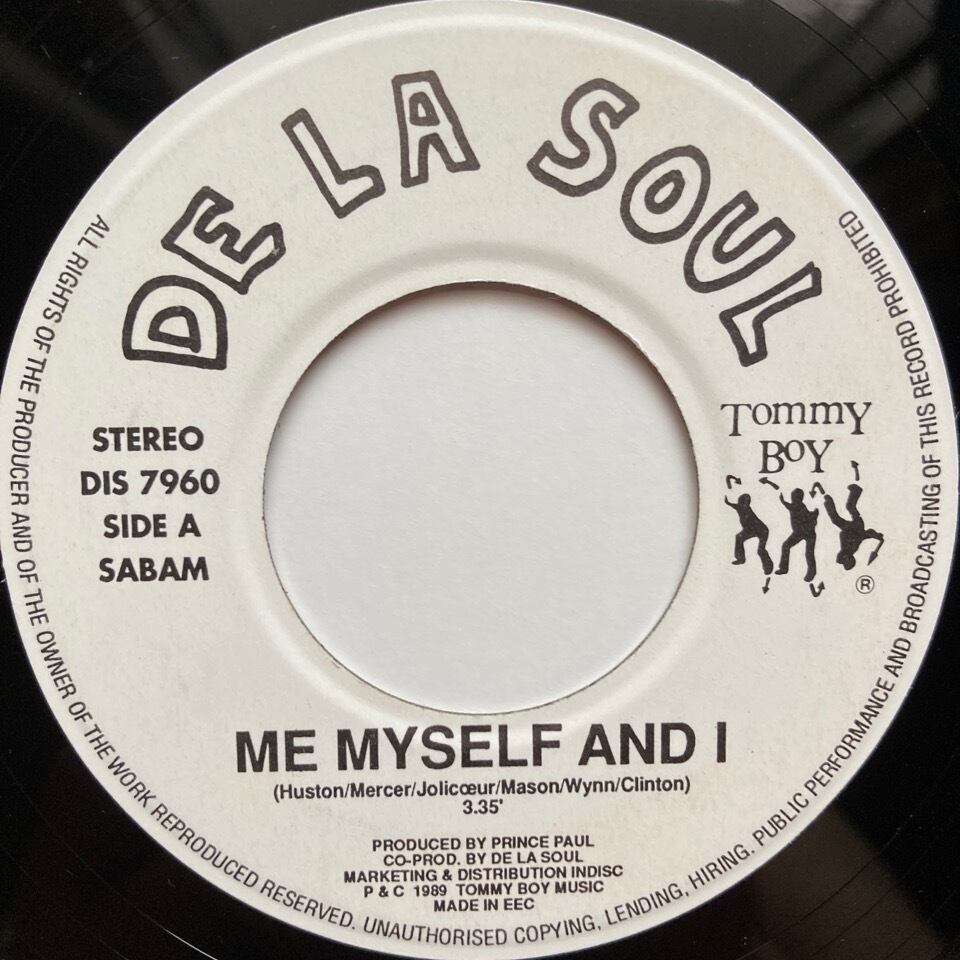 DE LA SOUL
STEREO
DIS 7960
SIDE A
SABAM
Tommy
Boy
®
ME MYSELF AND I
(Huston/Mercer/Jolicœur/Mason/Wynn/Clinton)
3.35'
PRODUCED BY PRINCE PAUL
CO-PROD. BY DE LA SOUL
MARKETING & DISTRIBUTION INDISC
P & C 1989 TOMMY BOY MUSIC
MADE IN EEC
ALL RIGHTS OF THE PRODUCER AND OF THE OWNER OF THE WORK REPRODUCED RESERVED. UNAUTHORISED COPYING, LENDING, HIRING. PUBLIC PERFORMANCE AND BROADCASTING OF THIS RECORD PROHIBITED